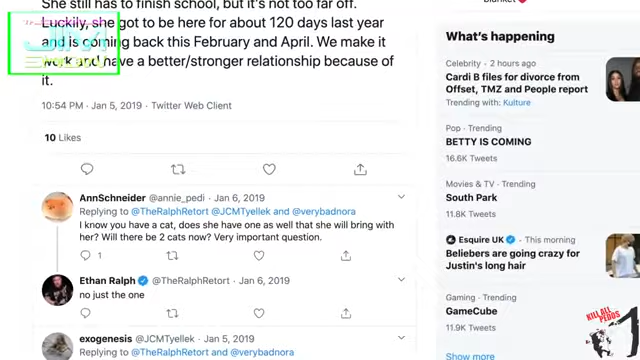 She still has to finish school, but it's not too far off.
Luckily, she got to be here for about 120 days last year
and is coming back this February and April. We make it
work and have a better/stronger relationship because of
it.
10:54 PM · Jan 5, 2019 · Twitter Web Client
10 Likes
AnnSchneider @annie_pedi · Jan 6, 2019
Replying to @TheRalphRetort @JCMTyellek and @verybadnora
I know you have a cat, does she have one as well that she will bring with
her? Will there be 2 cats now? Very important question.
1
Ethan Ralph @TheRalphRetort · Jan 6, 2019
no just the one
exogenesis @JCMTyellek · Jan 5, 2019
Replying to @TheRalphRetort and @verybadnora
blanket
What's happening
Celebrity · 2 hours ago
Cardi B files for divorce from
Offset, TMZ and People report
Trending with: Kulture
Pop · Trending
BETTY IS COMING
16.6K Tweets
Movies & TV · Trending
South Park
11.8K Tweets
Esquire UK · This morning
Beliebers are going crazy for
Justin's long hair
Gaming · Trending
GameCube
11.9K Tweets
Show more
KILL ALL
PEDOS